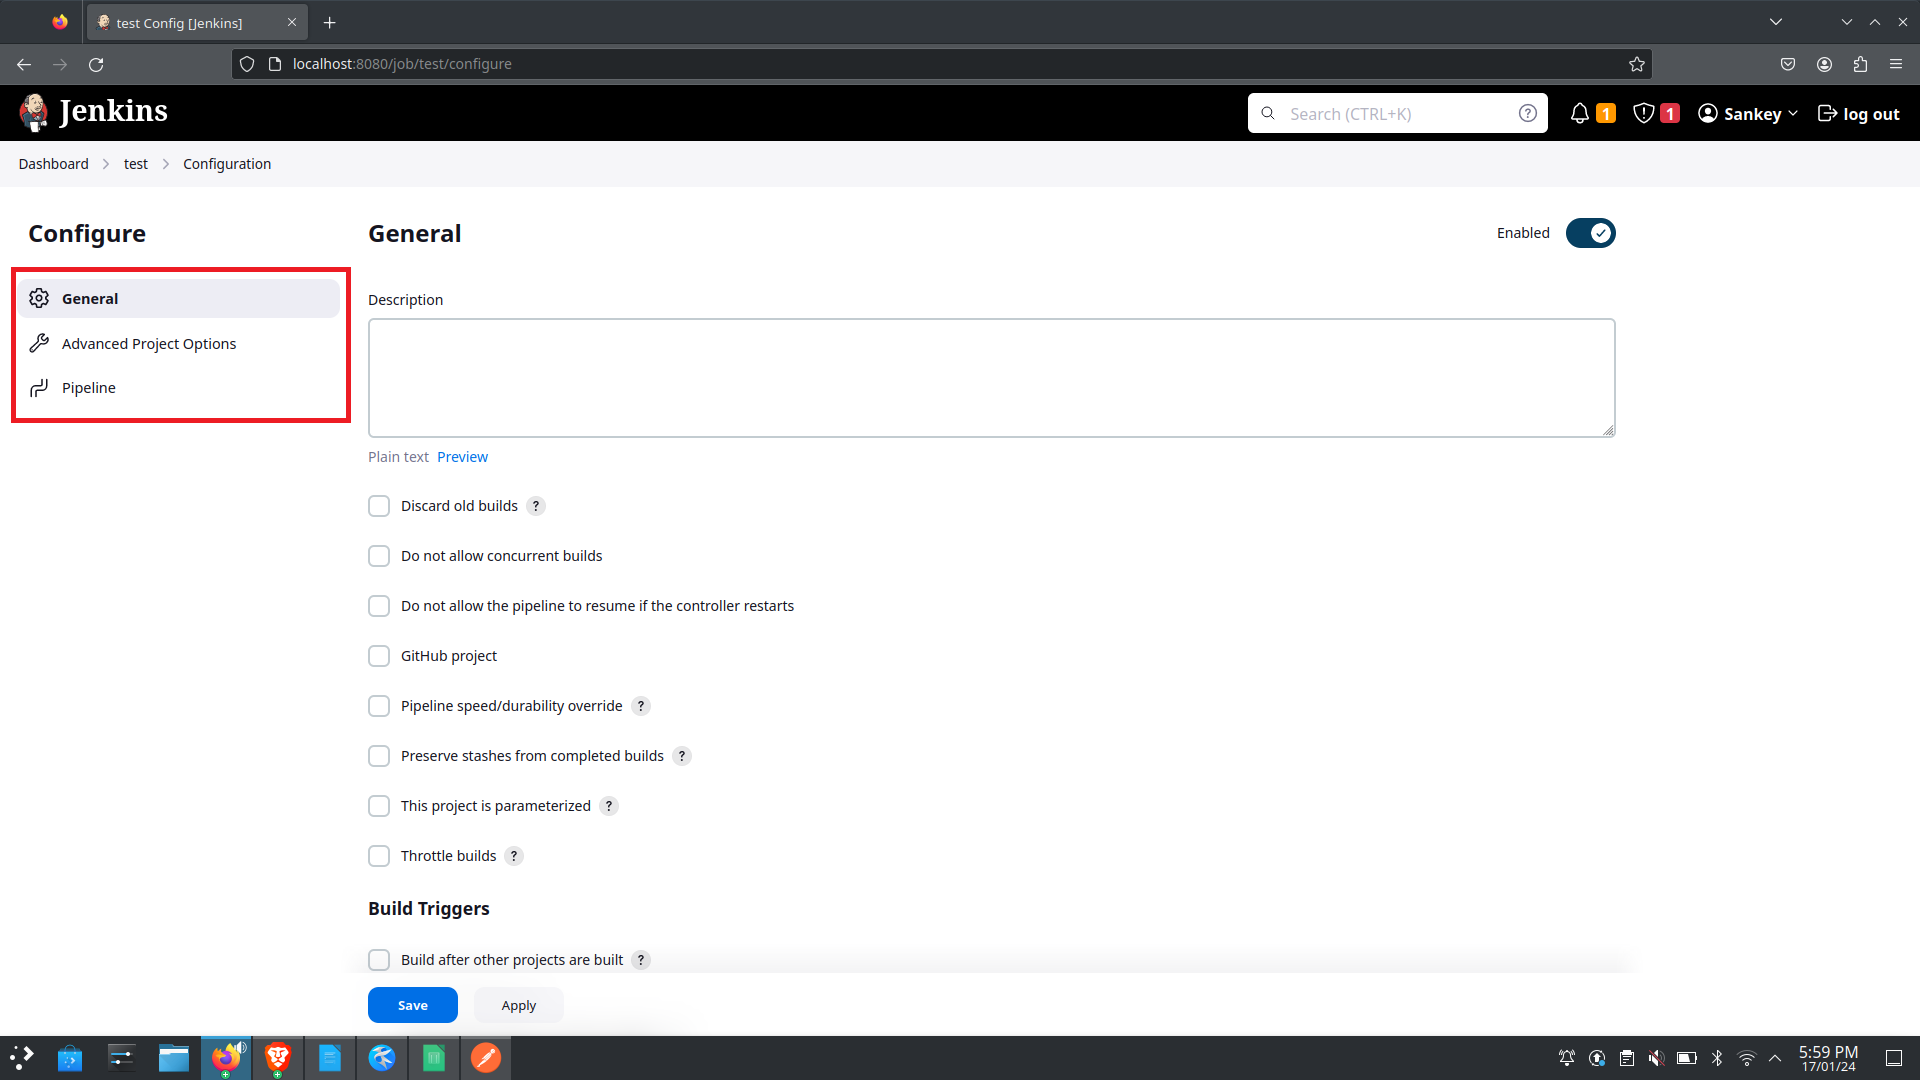 test Config [Jenkins]
localhost:8080/job/test/configure
Jenkins
Search (CTRL+K)
?
1
1
Sankey
log out
Dashboard
test
Configuration
Configure
General
Advanced Project Options
Pipeline
General
Enabled
Description
Plain text Preview
Discard old builds ?
Do not allow concurrent builds
Do not allow the pipeline to resume if the controller restarts
GitHub project
Pipeline speed/durability override ?
Preserve stashes from completed builds ?
This project is parameterized ?
Throttle builds ?
Build Triggers
Build after other projects are built ?
Save
Apply
5:59 PM
17/01/24